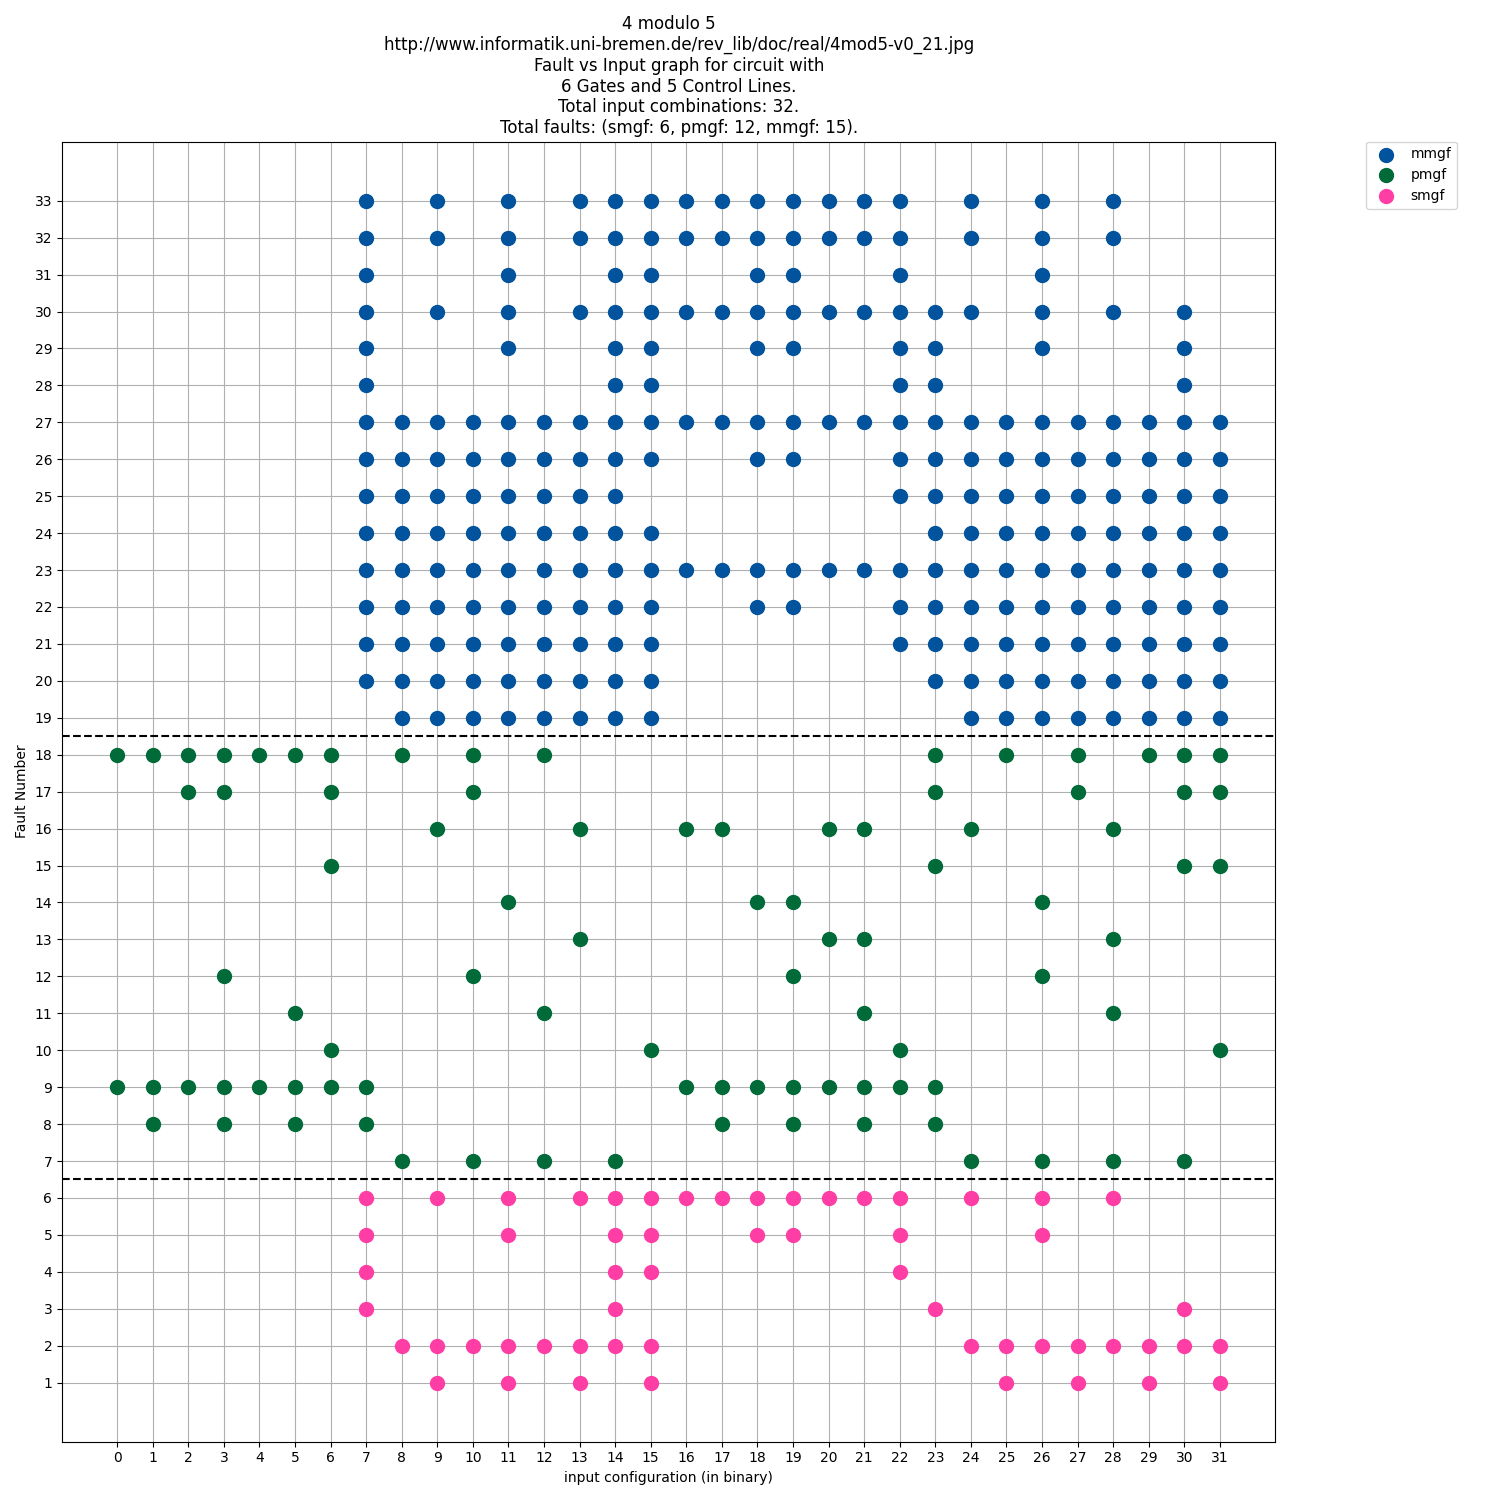 4 modulo 5
http://www.informatik.uni-bremen.de/rev_lib/doc/real/4mod5-v0_21.jpg
Fault vs Input graph for circuit with
6 Gates and 5 Control Lines.
Total input combinations: 32.
Total faults: (smgf: 6, pmgf: 12, mmgf: 15).
mmgf
pmgf
smgf
Fault Number
33
32
31
30
29
28
27
26
25
24
23
22
21
20
19
18
17
16
15
14
13
12
11
10
9
8
7
6
5
4
3
2
1
0 1 2 3 4 5 6 7 8 9 10 11 12 13 14 15 16 17 18 19 20 21 22 23 24 25 26 27 28 29 30 31
input configuration (in binary)